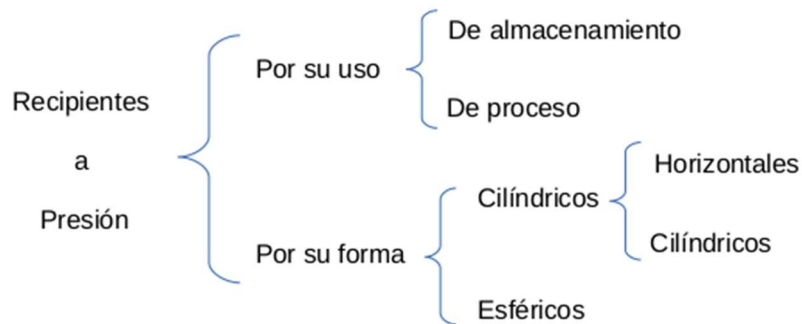 Recipientes
a
Presión
Por su uso
De almacenamiento
De proceso
Por su forma
Cilíndricos
Horizontales
Cilíndricos
Esféricos